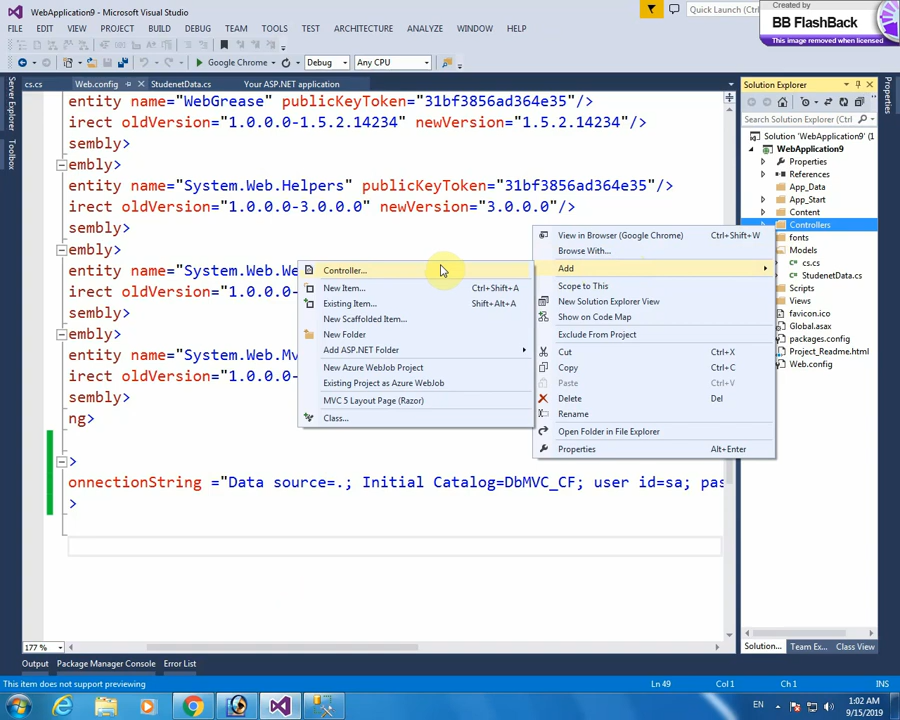 WebApplication9 - Microsoft Visual Studio
Quick Launch (
Created by
BB FlashBack
This image removed when licensed
FILE EDIT VIEW PROJECT BUILD DEBUG TEAM TOOLS TEST ARCHITECTURE ANALYZE WINDOW HELP
Google Chrome Debug Any CPU
cs.cs Web.config StudenetData.cs Your ASP.NET application
Server Explorer
Toolbox
entity name="WebGrease" publicKeyToken="31bf3856ad364e35"/>
irect oldVersion="1.0.0.0-1.5.2.14234" newVersion="1.5.2.14234"/>
sembly>
embly>
entity name="System.Web.Helpers" publicKeyToken="31bf3856ad364e35"/>
irect oldVersion="1.0.0.0-3.0.0.0" newVersion="3.0.0.0"/>
sembly>
embly>
entity name="System.Web.We
irect oldVersion="1.0.0.0-
sembly>
embly>
entity name="System.Web.Mv
irect oldVersion="1.0.0.0-
sembly>
ng>
>
onnectionString ="Data source=.; Initial Catalog=DbMVC_CF; user id=sa; pas
>
Controller...
New Item... Ctrl+Shift+A
Existing Item... Shift+Alt+A
New Scaffolded Item...
New Folder
Add ASP.NET Folder
New Azure WebJob Project
Existing Project as Azure WebJob
MVC 5 Layout Page (Razor)
Class...
View in Browser (Google Chrome) Ctrl+Shift+W
Browse With...
Add
Scope to This
New Solution Explorer View
Show on Code Map
Exclude From Project
Cut Ctrl+X
Copy Ctrl+C
Paste Ctrl+V
Delete Del
Rename
Open Folder in File Explorer
Properties Alt+Enter
Solution Explorer
Search Solution Explorer (Ctrl
Solution 'WebApplication9' (1
WebApplication9
Properties
References
App_Data
App_Start
Content
Controllers
fonts
Models
cs.cs
StudenetData.cs
Scripts
Views
favicon.ico
Global.asax
packages.config
Project_Readme.html
Web.config
Solution... Team Ex... Class View
Properties
177 %
Output Package Manager Console Error List
This item does not support previewing Ln 49 Col 1 Ch 1 INS
EN 1:02 AM
9/15/2019